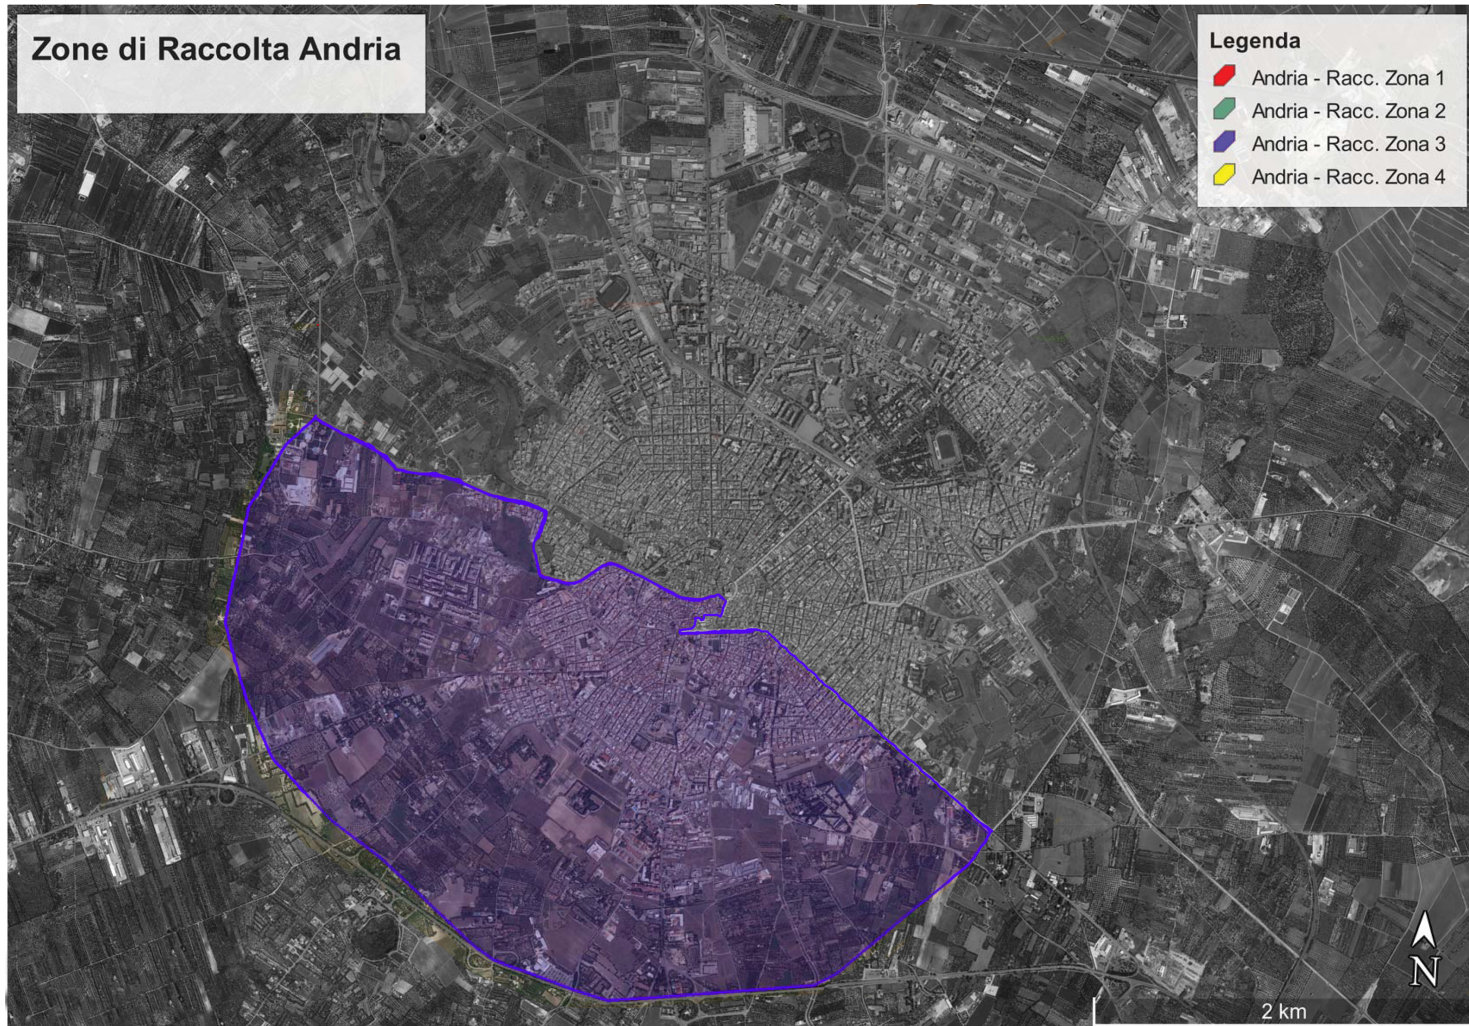 Zone di Raccolta Andria
Legenda
Andria - Racc. Zona 1
Andria - Racc. Zona 2
Andria - Racc. Zona 3
Andria - Racc. Zona 4
N
2 km